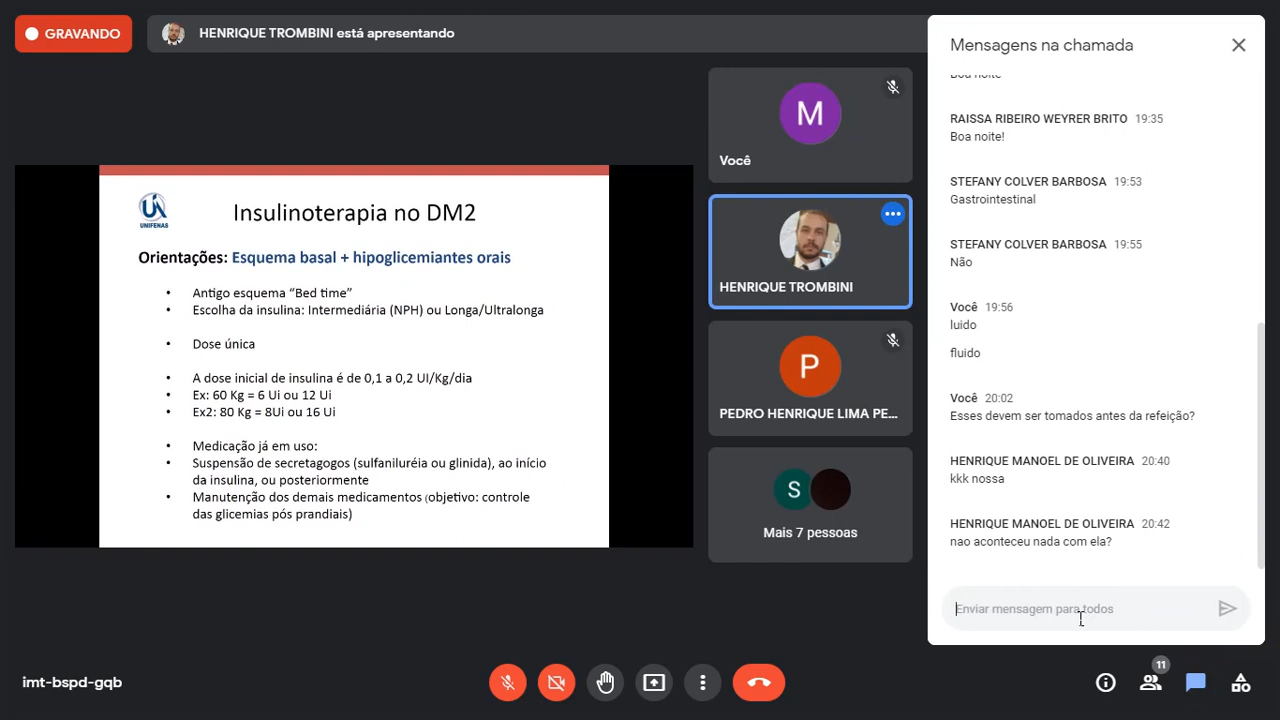 GRAVANDO
HENRIQUE TROMBINI está apresentando
UNIFENAS
Insulinoterapia no DM2
Orientações: Esquema basal + hipoglicemiantes orais
• Antigo esquema “Bed time”
• Escolha da insulina: Intermediária (NPH) ou Longa/Ultralonga
• Dose única
• A dose inicial de insulina é de 0,1 a 0,2 UI/Kg/dia
• Ex: 60 Kg = 6 Ui ou 12 Ui
• Ex2: 80 Kg = 8Ui ou 16 Ui
• Medicação já em uso:
• Suspensão de secretagogos (sulfaniluréia ou glinida), ao início
da insulina, ou posteriormente
• Manutenção dos demais medicamentos (objetivo: controle
das glicemias pós prandiais)
M
Você
HENRIQUE TROMBINI
P
PEDRO HENRIQUE LIMA PE...
S
Mais 7 pessoas
Mensagens na chamada
Boa noite
RAISSA RIBEIRO WEYRER BRITO 19:35
Boa noite!
STEFANY COLVER BARBOSA 19:53
Gastrointestinal
STEFANY COLVER BARBOSA 19:55
Não
Você 19:56
luido
fluido
Você 20:02
Esses devem ser tomados antes da refeição?
HENRIQUE MANOEL DE OLIVEIRA 20:40
kkk nossa
HENRIQUE MANOEL DE OLIVEIRA 20:42
nao aconteceu nada com ela?
Enviar mensagem para todos
imt-bspd-gqb
11